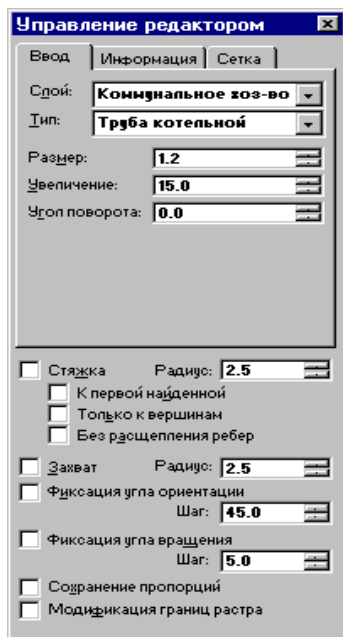 Управление редактором
Ввод Информация Сетка
Слой: Коммунальное хоз-во
Тип: Труба котельной
Размер: 1.2
Увеличение: 15.0
Угол поворота: 0.0
Стяжка Радиус: 2.5
К первой найденной
Только к вершинам
Без расщепления ребер
Захват Радиус: 2.5
Фиксация угла ориентации
Шаг: 45.0
Фиксация угла вращения
Шаг: 5.0
Сохранение пропорций
Модификация границ растра